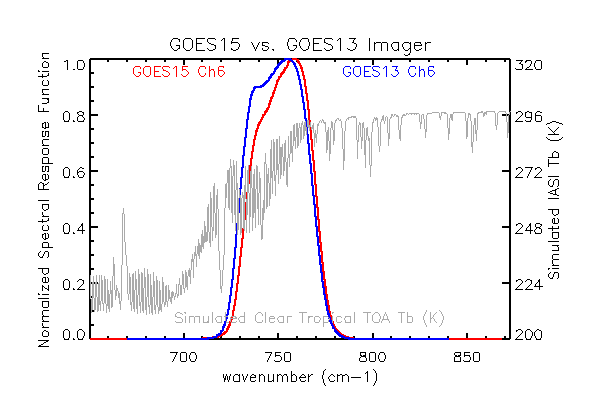 GOES15 vs. GOES13 Imager
GOES15 Ch6 GOES13 Ch6
Normalized Spectral Response Function
1.0
0.8
0.6
0.4
0.2
0.0
320
296
272
248
224
200
Simulated IASI Tb (K)
Simulated Clear Tropical TOA Tb (K)
700 750 800 850
wavenumber (cm-1)